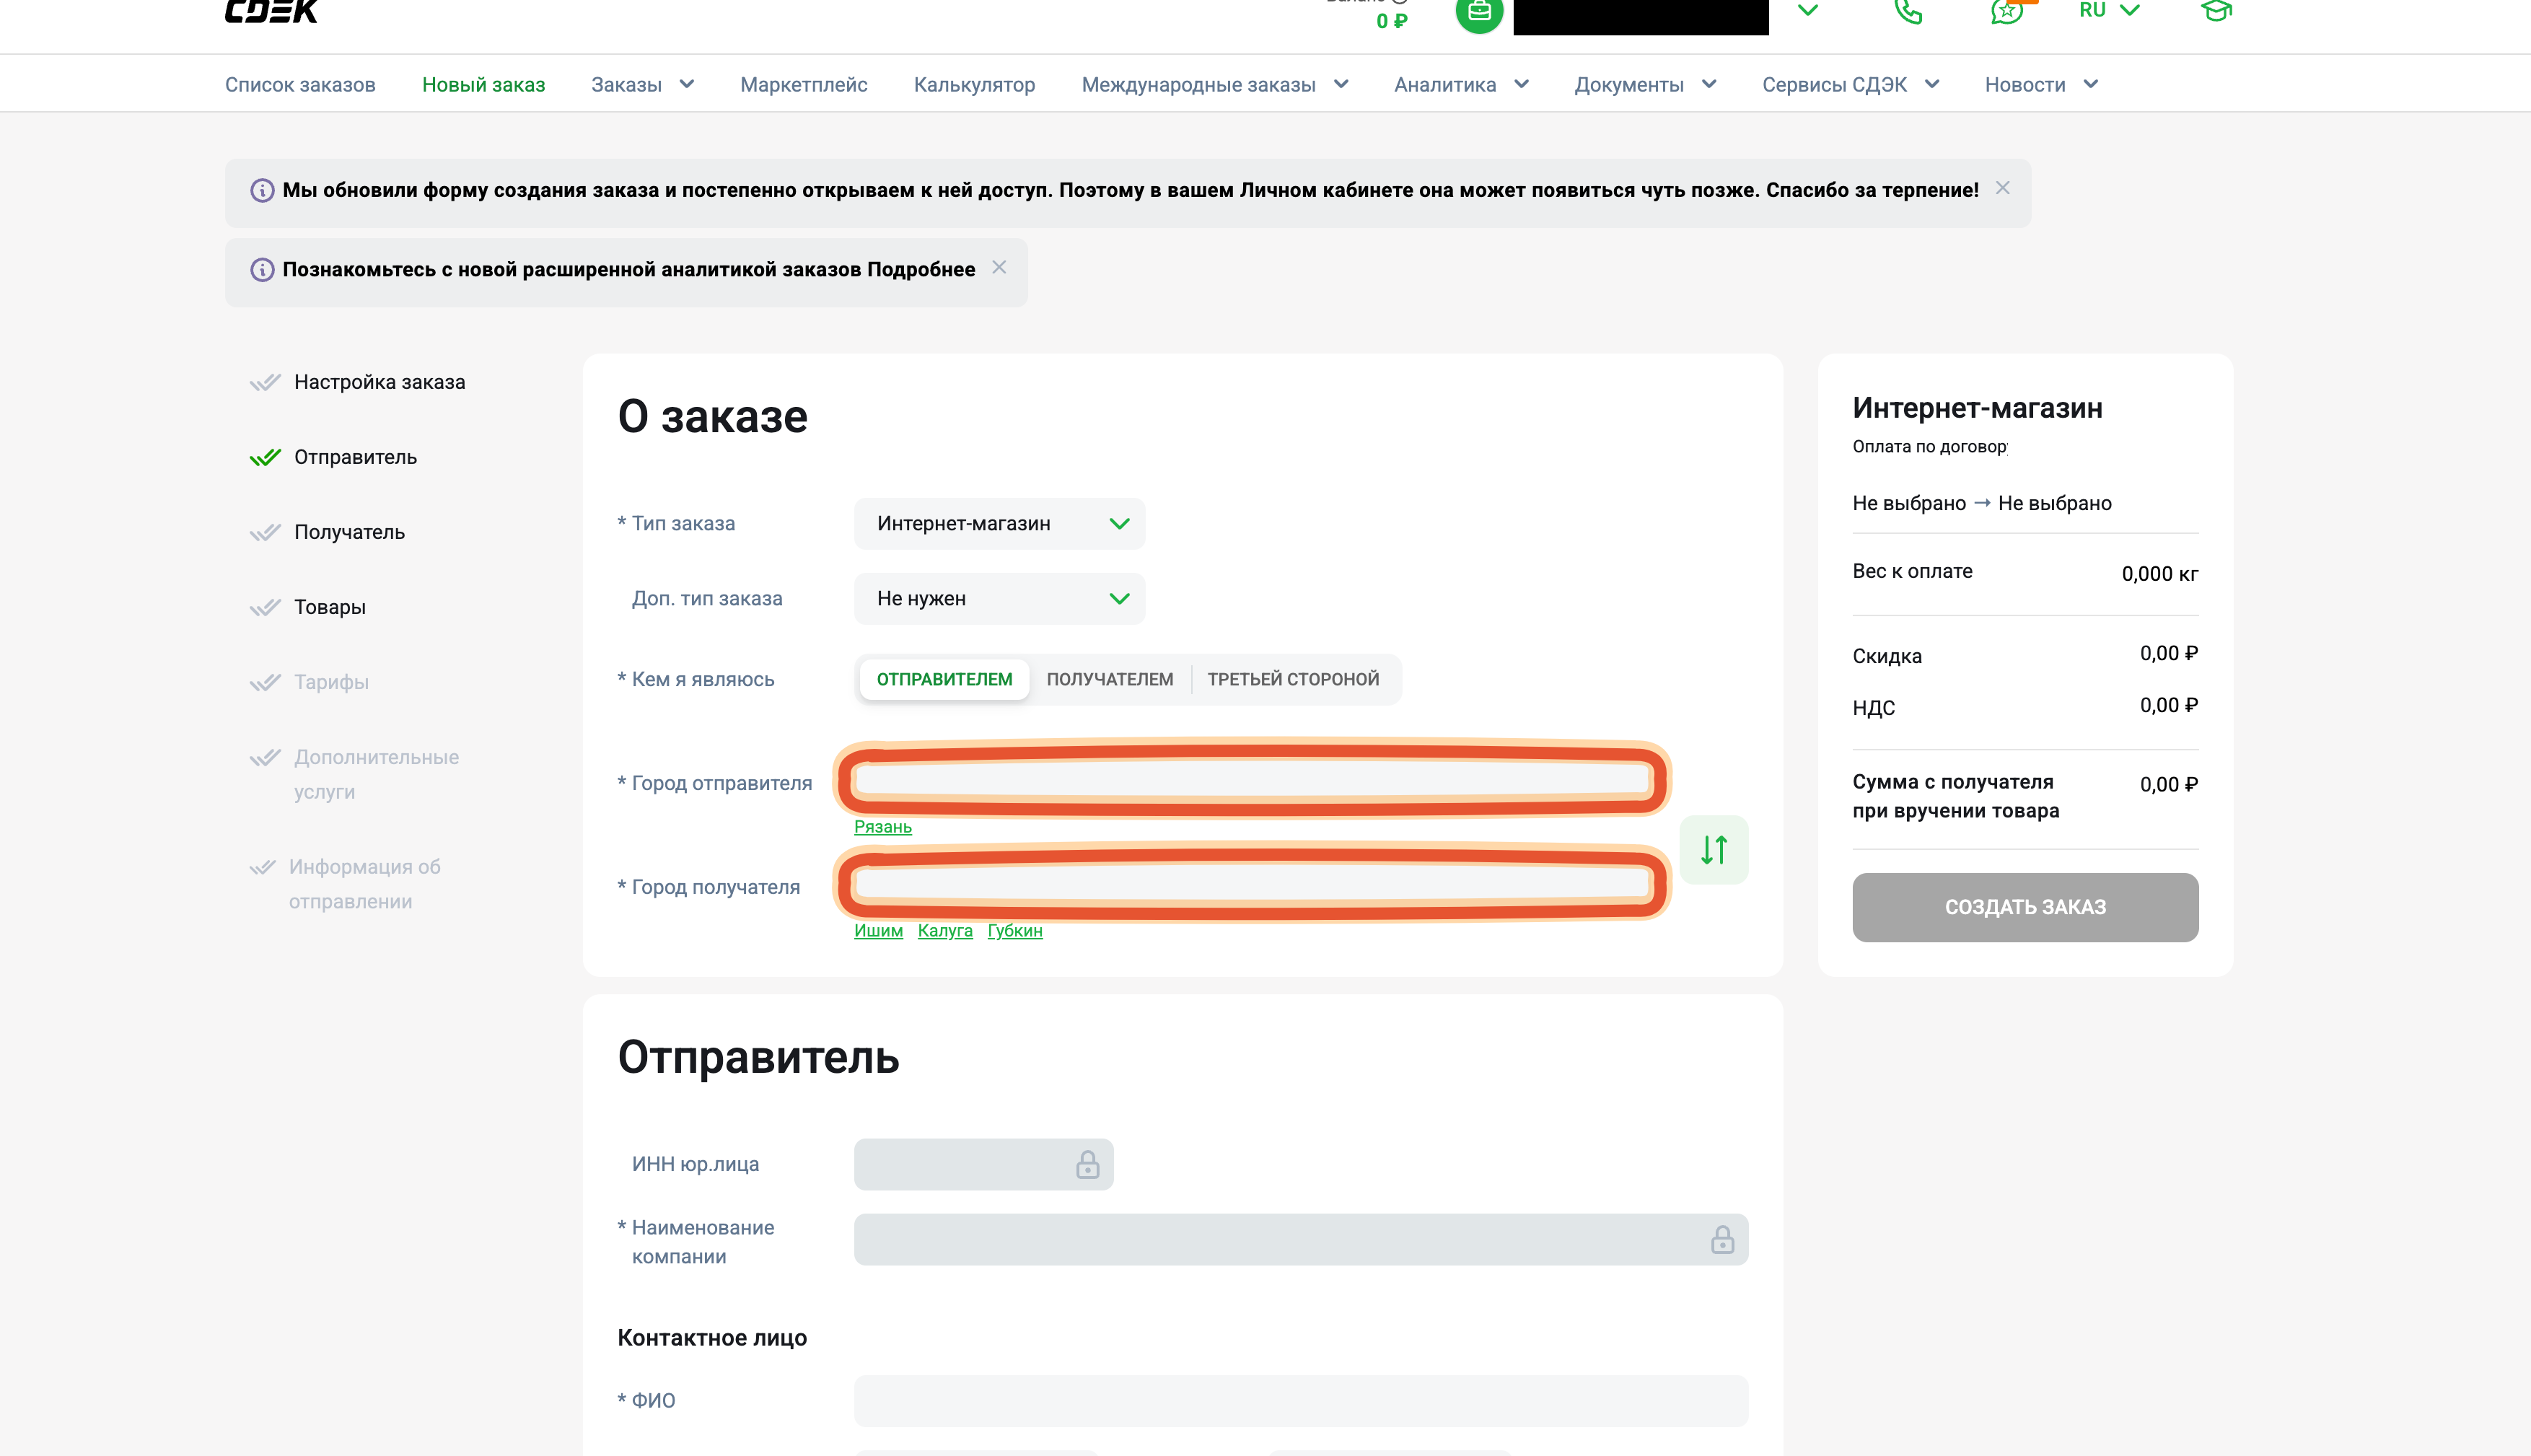 CDEK
0 ₽
RU
Список заказов Новый заказ Заказы Маркетплейс Калькулятор Международные заказы Аналитика Документы Сервисы СДЭК Новости
Мы обновили форму создания заказа и постепенно открываем к ней доступ. Поэтому в вашем Личном кабинете она может появиться чуть позже. Спасибо за терпение!
Познакомьтесь с новой расширенной аналитикой заказов Подробнее
Настройка заказа
Отправитель
Получатель
Товары
Тарифы
Дополнительные
услуги
Информация об
отправлении
О заказе
* Тип заказа Интернет-магазин
Доп. тип заказа Не нужен
* Кем я являюсь ОТПРАВИТЕЛЕМ ПОЛУЧАТЕЛЕМ ТРЕТЬЕЙ СТОРОНОЙ
* Город отправителя
Рязань
* Город получателя
Ишим Калуга Губкин
Интернет-магазин
Оплата по договору
Не выбрано → Не выбрано
Вес к оплате 0,000 кг
Скидка 0,00 ₽
НДС 0,00 ₽
Сумма с получателя 0,00 ₽
при вручении товара
СОЗДАТЬ ЗАКАЗ
Отправитель
ИНН юр.лица
* Наименование
компании
Контактное лицо
* ФИО